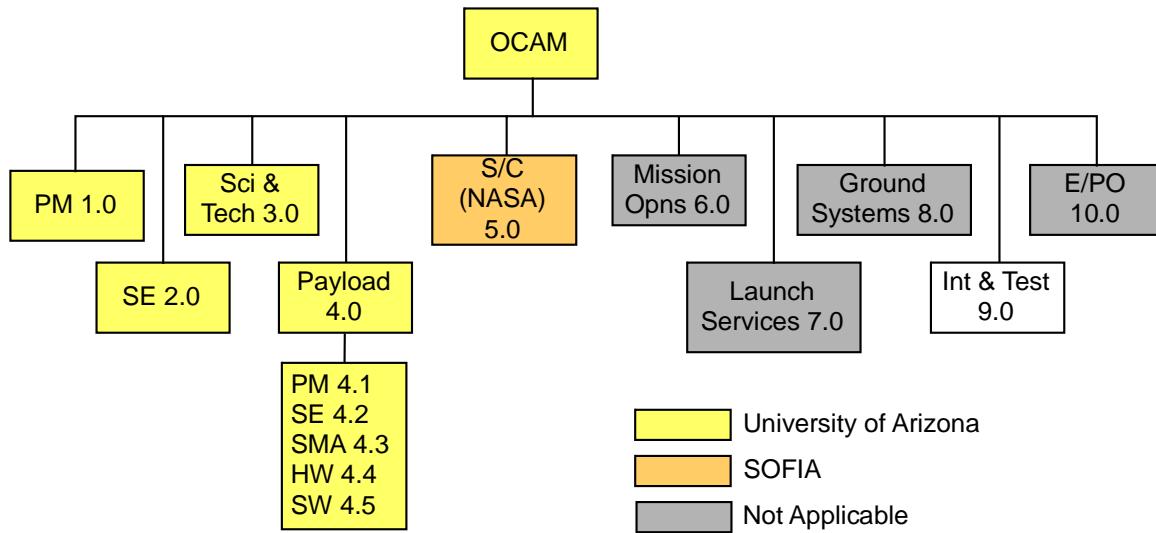 OCAM
PM 1.0
SE 2.0
Sci &
Tech 3.0
Payload
4.0
PM 4.1
SE 4.2
SMA 4.3
HW 4.4
SW 4.5
S/C
(NASA)
5.0
Mission
Opns 6.0
Launch
Services 7.0
Ground
Systems 8.0
Int & Test
9.0
E/PO
10.0
University of Arizona
SOFIA
Not Applicable